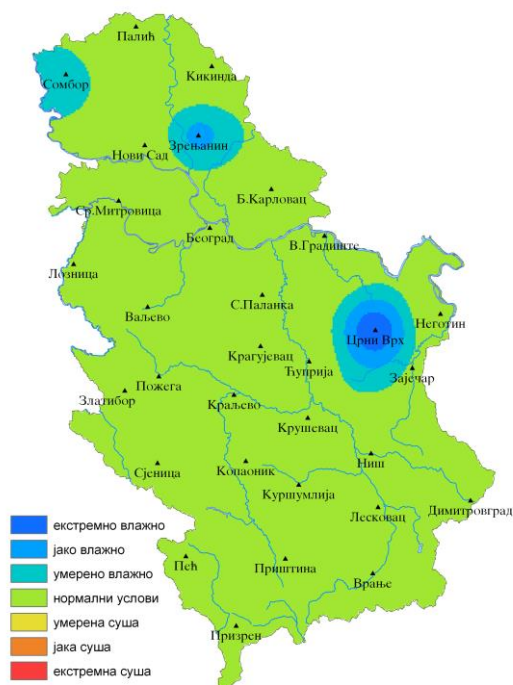 Палић
Кикинда
Сомбор
Зрењанин
Нови Сад
Б.Карловац
Ср.Митровица
Београд
В.Градиште
Лозница
С.Паланка
Ваљево
Неготин
Црни Врх
Крагујевац
Ћуприја
Зајечар
Пожега
Златибор
Краљево
Крушевац
Ниш
Сјеница
Копаоник
Куршумлија
Димитровград
Лесковац
Пећ
Приштина
Врање
Призрен
екстремно влажно
јако влажно
умерено влажно
нормални услови
умерена суша
јака суша
екстремна суша